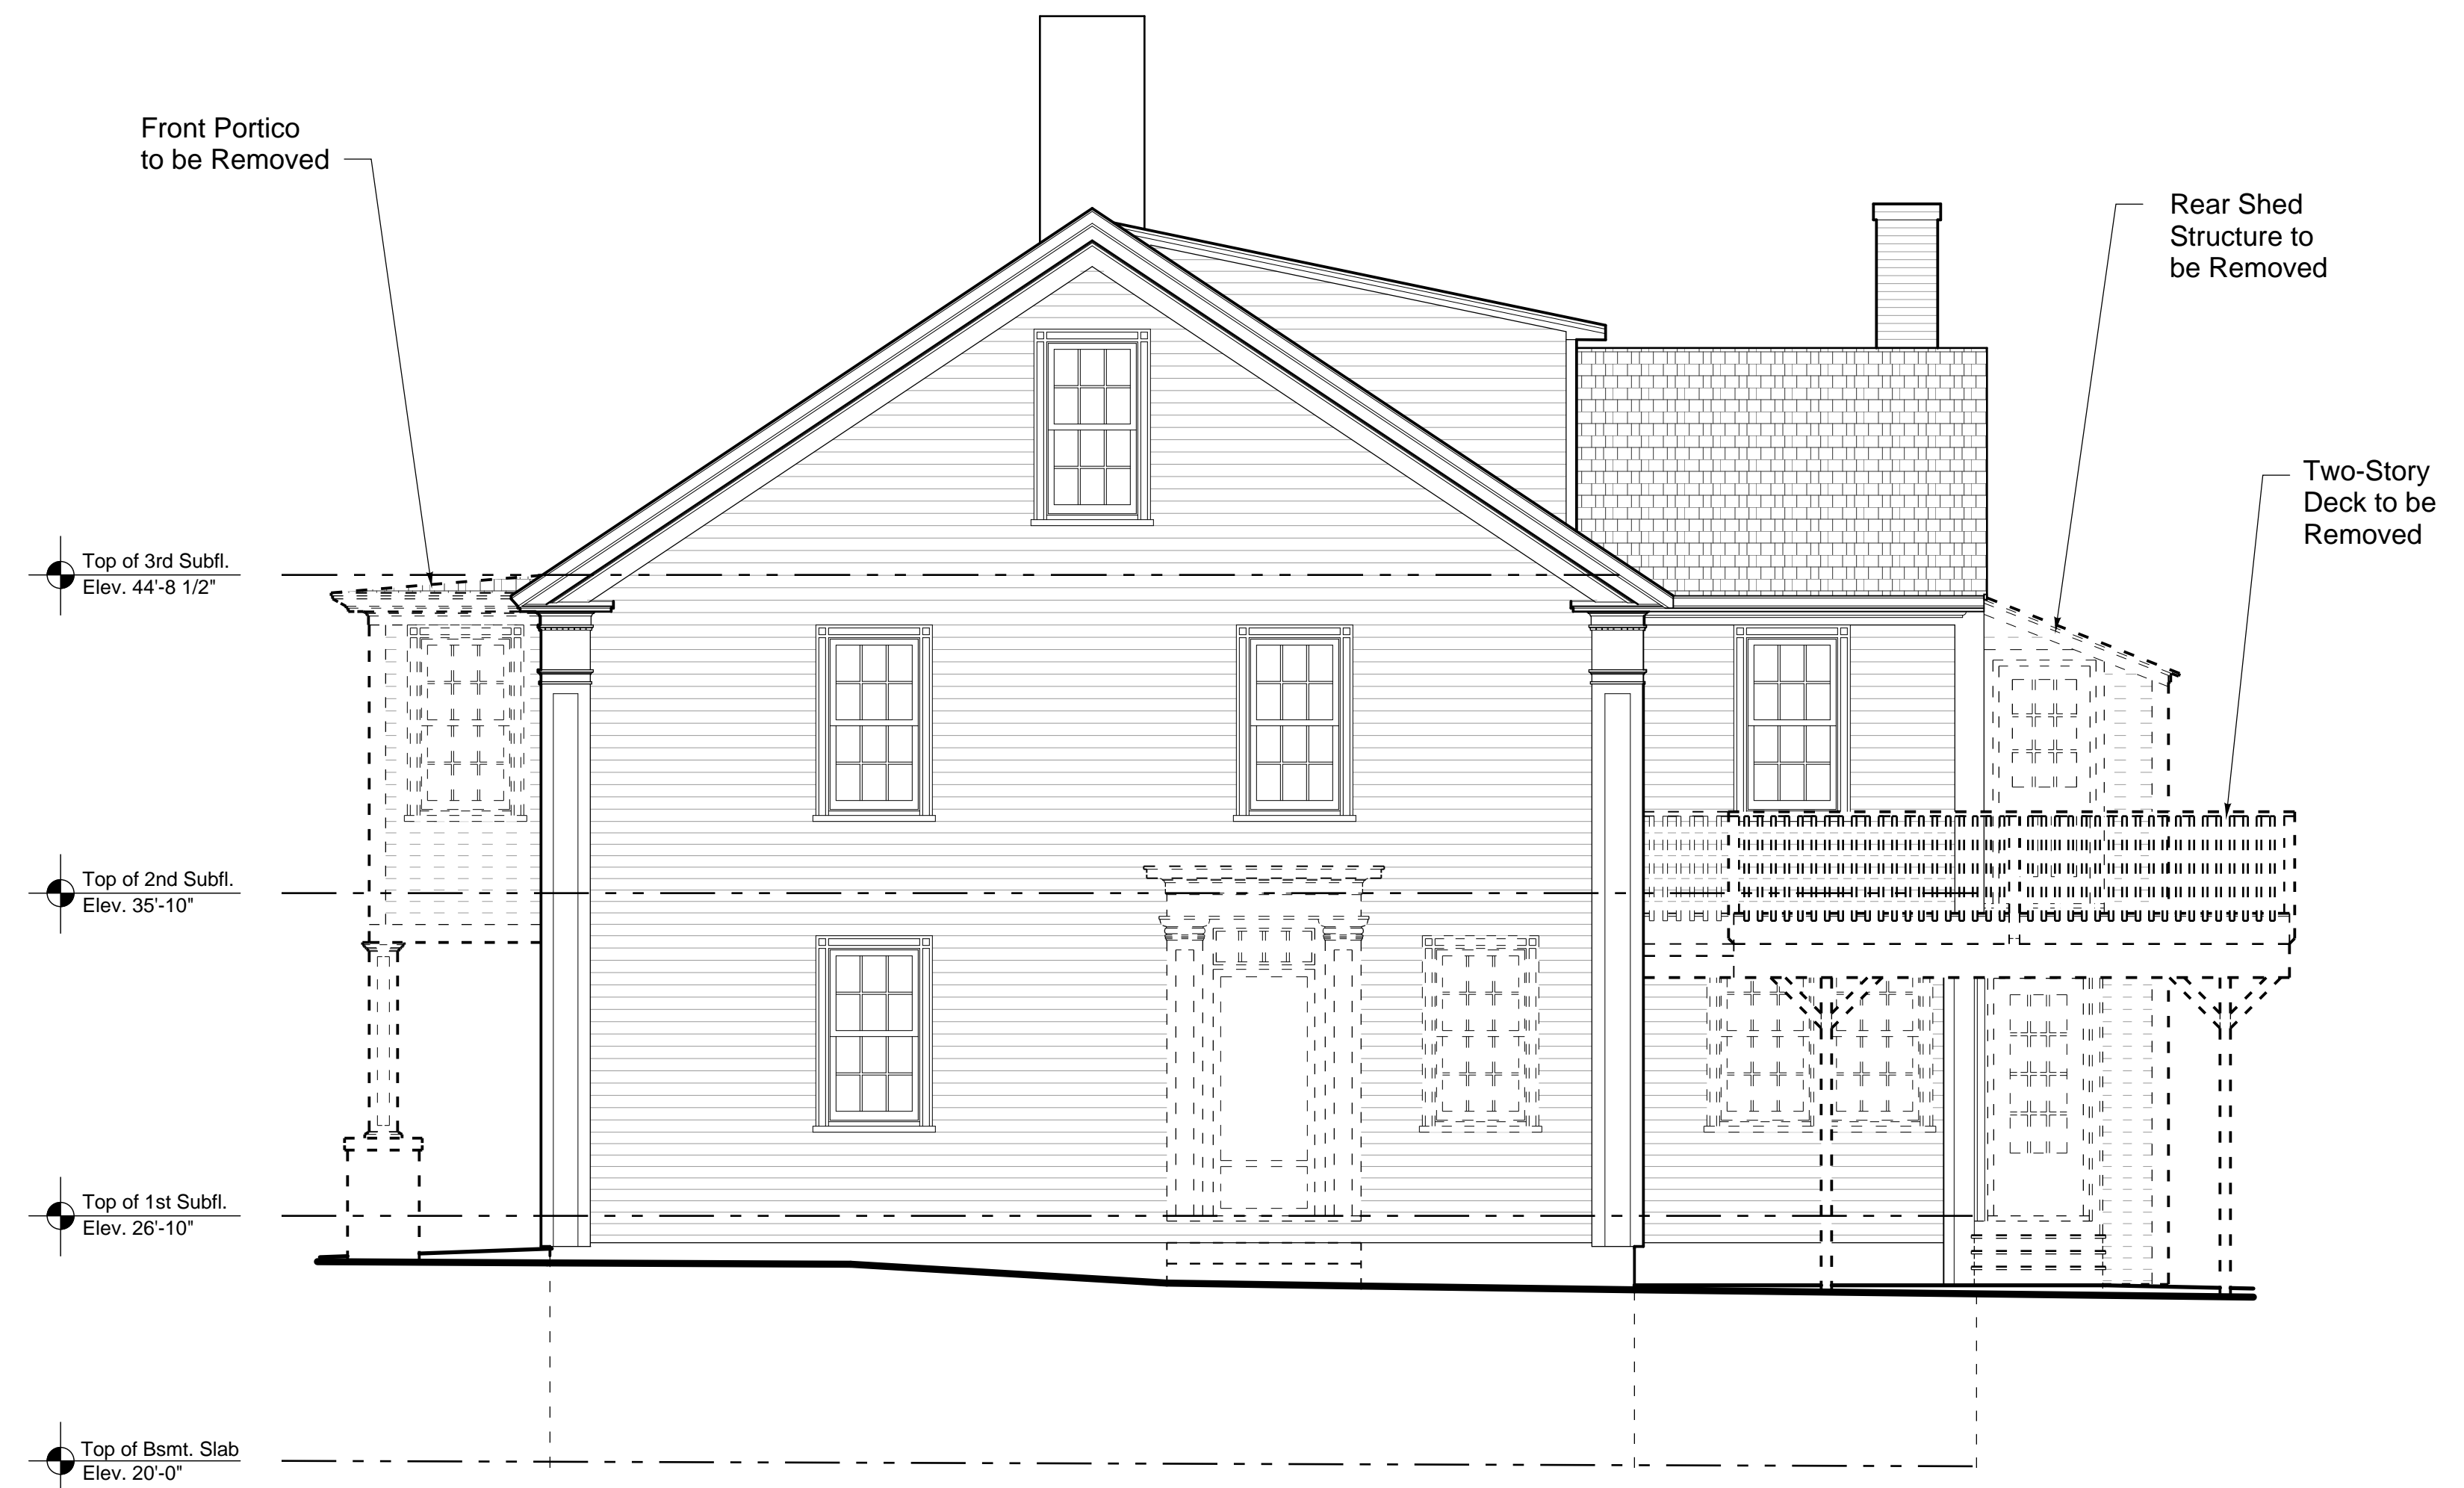 Front Portico
to be Removed
Rear Shed
Structure to
be Removed
Two-Story
Deck to be
Removed
Top of 3rd Subfl.
Elev. 44'-8 1/2"
Top of 2nd Subfl.
Elev. 35'-10"
Top of 1st Subfl.
Elev. 26'-10"
Top of Bsmt. Slab
Elev. 20'-0"